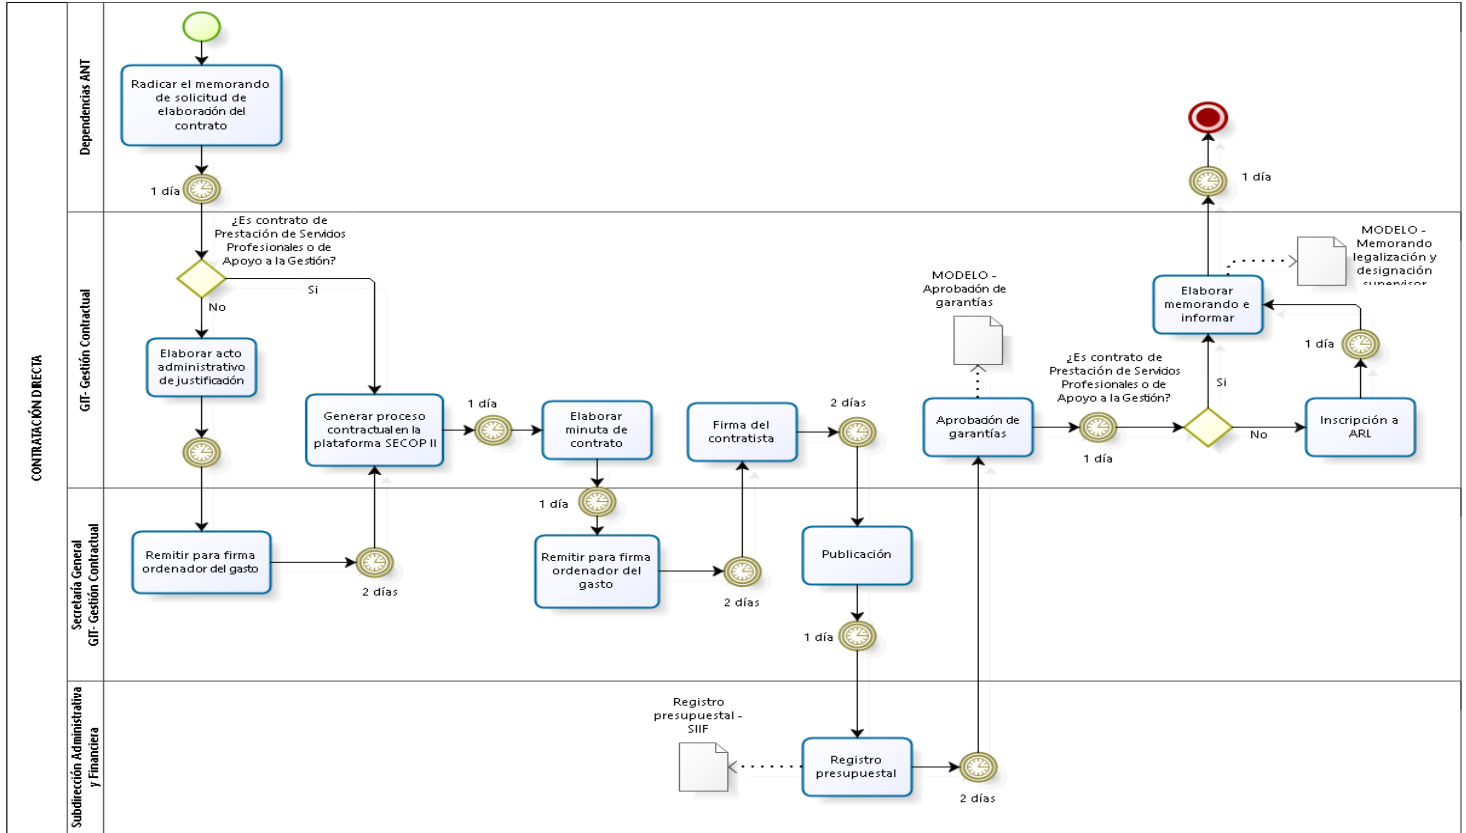 CONTRATACIÓN DIRECTA
Dependencias ANT
Radicar el memorando
de solicitud de
elaboración del
contrato
1 día
1 día
GIT- Gestión Contractual
¿Es contrato de
Prestación de Servicios
Profesionales o de
Apoyo a la Gestión?
Si
No
Elaborar acto
administrativo
de justificación
Generar proceso
contractual en la
plataforma SECOP II
1 día
Elaborar
minuta de
contrato
Firma del
contratista
2 días
MODELO -
Aprobación de
garantías
Aprobación de
garantías
1 día
¿Es contrato de
Prestación de Servicios
Profesionales o de
Apoyo a la Gestión?
Si
No
Inscripción a
ARL
1 día
Elaborar
memorando e
informar
MODELO -
Memorando
legalización y
designación
supervisor
Secretaría General
GIT- Gestión Contractual
Remitir para firma
ordenador del gasto
2 días
1 día
Remitir para firma
ordenador del
gasto
2 días
Publicación
1 día
Subdirección Administrativa
y Financiera
Registro
presupuestal -
SIIF
Registro
presupuestal
2 días